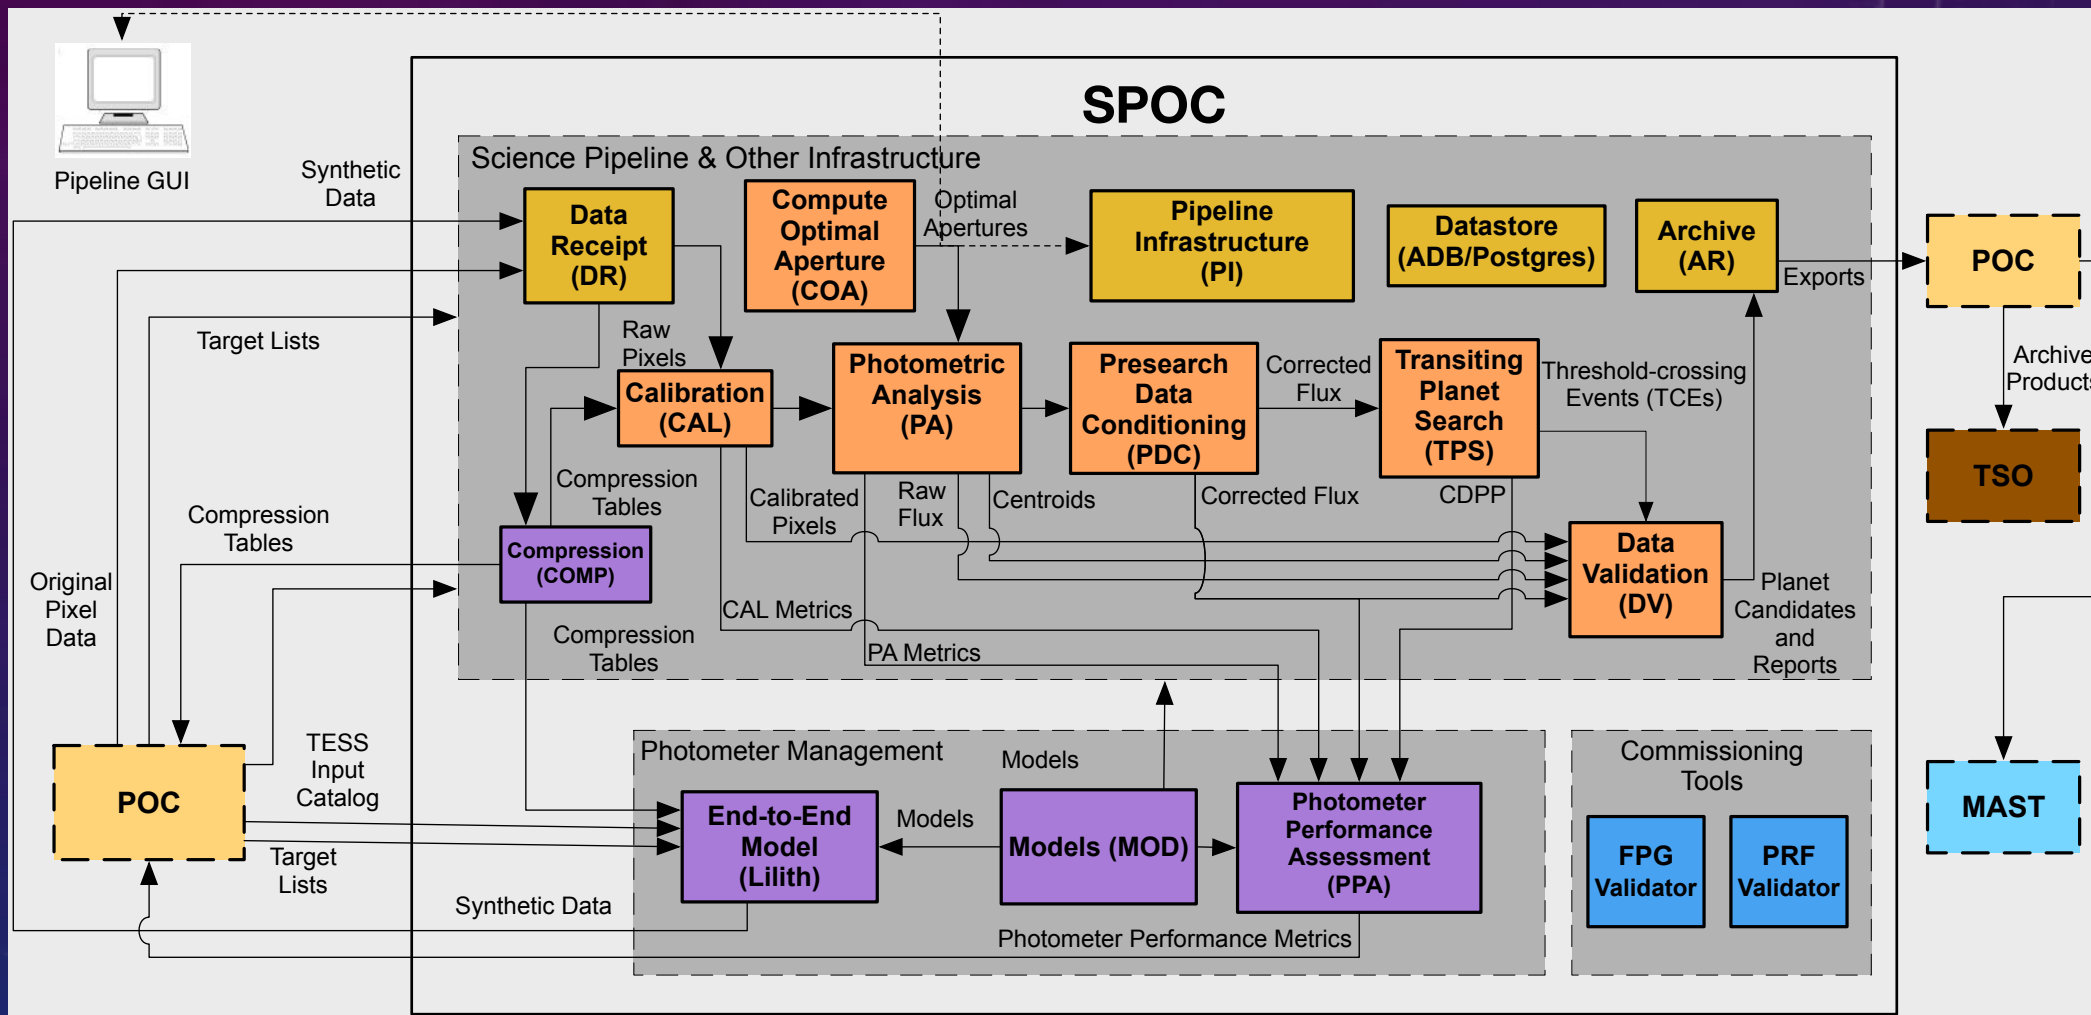 SPOC
Pipeline GUI
Synthetic
Data
Science Pipeline & Other Infrastructure
Data
Receipt
(DR)
Compute
Optimal
Aperture
(COA)
Optimal
Apertures
Pipeline
Infrastructure
(PI)
Datastore
(ADB/Postgres)
Archive
(AR)
Exports
POC
Target Lists
Raw
Pixels
Calibration
(CAL)
Photometric
Analysis
(PA)
Presearch
Data
Conditioning
(PDC)
Corrected
Flux
Transiting
Planet
Search
(TPS)
Threshold-crossing
Events (TCEs)
Archive
Products
TSO
Compression
Tables
Compression
Tables
Calibrated
Pixels
Raw
Flux
Centroids
Corrected Flux
CDPP
Compression
(COMP)
Data
Validation
(DV)
Original
Pixel
Data
CAL Metrics
Compression
Tables
PA Metrics
Planet
Candidates
and
Reports
POC
TESS
Input
Catalog
Target
Lists
Photometer Management
Models
End-to-End
Model
(Lilith)
Models
Models (MOD)
Photometer
Performance
Assessment
(PPA)
Commissioning
Tools
FPG
Validator
PRF
Validator
MAST
Synthetic Data
Photometer Performance Metrics